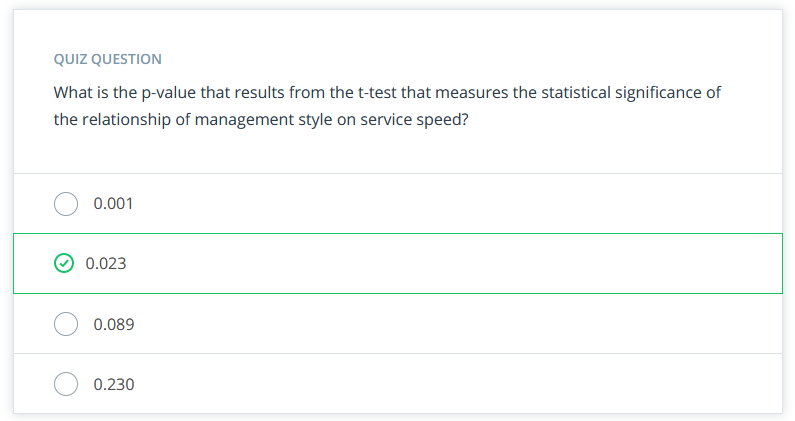 QUIZ QUESTION
What is the p-value that results from the t-test that measures the statistical significance of
the relationship of management style on service speed?
0.001
0.023
0.089
0.230